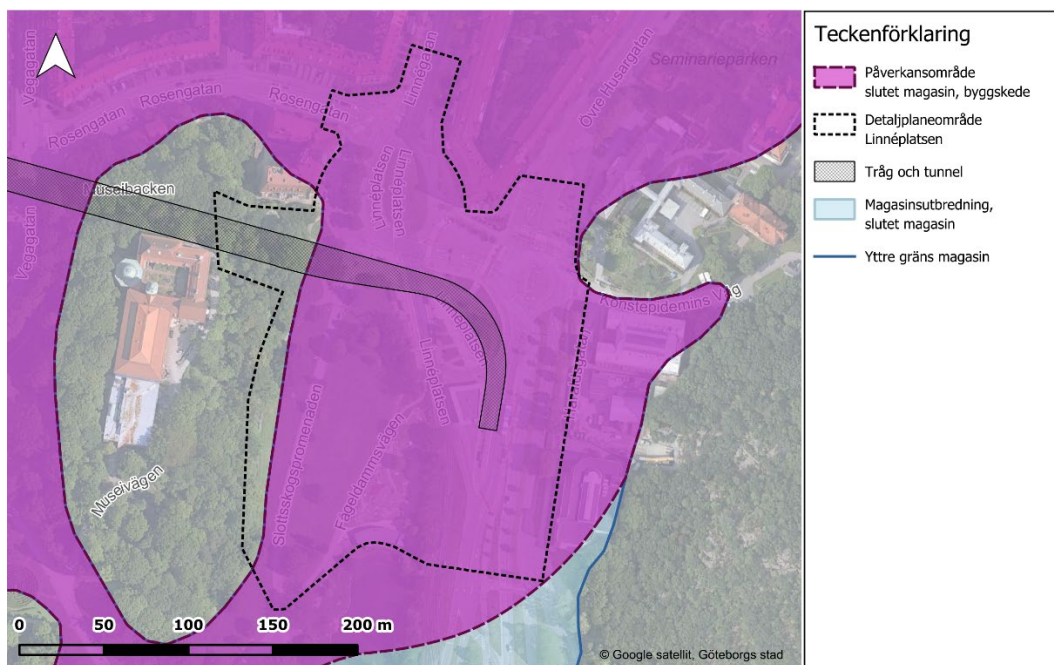 Vegagatan
Rosengatan
Rosengatan
Rosengatan
Linnégatan
Övre Husargatan
Seminarieparken
Museibacken
Linnéplatsen
Linnéplatsen
Vegagatan
Linnéplatsen
Linnéplatsen
Konstepidemins Väg
Slottsskogspromenaden
Fågeldammsvägen
Museivägen
0 50 100 150 200 m
© Google satellit, Göteborgs stad
Teckenförklaring
Påverkansområde
slutet magasin, byggskede
Detaljplaneområde
Linnéplatsen
Tråg och tunnel
Magasinsutbredning,
slutet magasin
Yttre gräns magasin